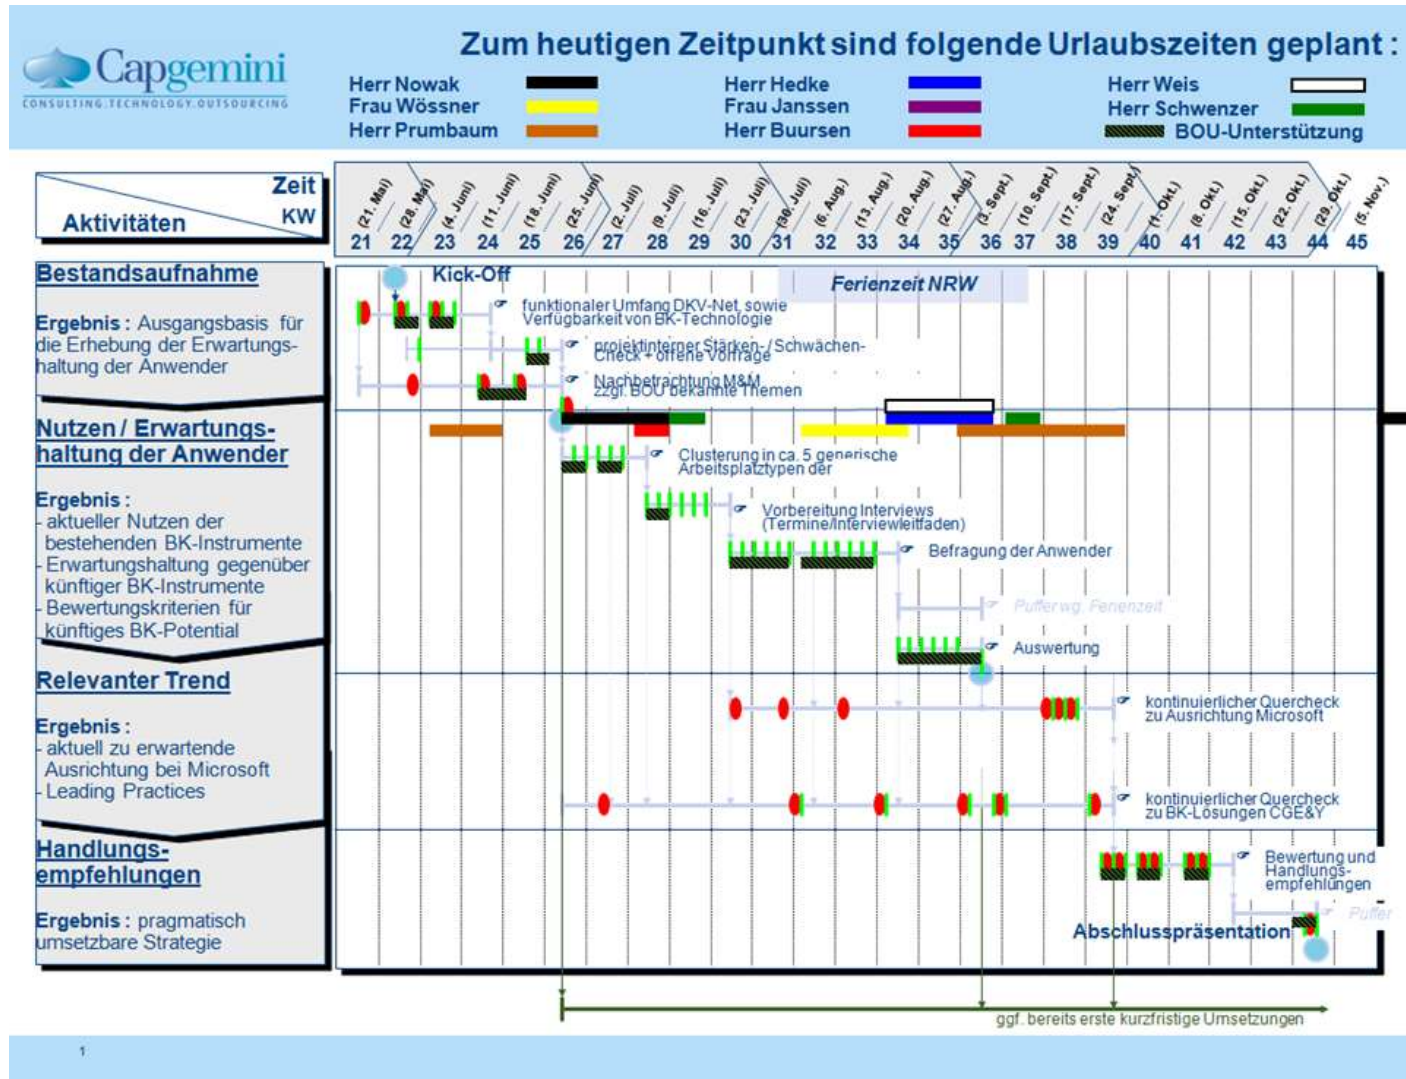 Capgemini
CONSULTING.TECHNOLOGY.OUTSOURCING
Zum heutigen Zeitpunkt sind folgende Urlaubszeiten geplant :
Herr Nowak
Herr Hedke
Herr Weis
Frau Wössner
Frau Janssen
Herr Schwenzer
Herr Prumbaum
Herr Buursen
BOU-Unterstützung
Zeit
KW
Aktivitäten
(21. Mai) (28. Mai) (4. Juni) (11. Juni) (18. Juni) (25. Juni) (2. Juli) (9. Juli) (16. Juli) (23. Juli) (30. Juli) (6. Aug.) (13. Aug.) (20. Aug.) (27. Aug.) (3. Sept.) (10. Sept.) (17. Sept.) (24. Sept.) (1. Okt.) (8. Okt.) (15. Okt.) (22. Okt.) (29. Okt.) (5. Nov.)
21 22 23 24 25 26 27 28 29 30 31 32 33 34 35 36 37 38 39 40 41 42 43 44 45
Bestandsaufnahme
Ergebnis : Ausgangsbasis für
die Erhebung der Erwartungs-
haltung der Anwender
Kick-Off
Ferienzeit NRW
funktionaler Umfang DKV-Net, sowie
Verfügbarkeit von BK-Technologie
projektinterner Stärken- / Schwächen-
Check + offene Vorfrage
Nachbetrachtung M&M
zzgl. BOU bekannte Themen
Nutzen / Erwartungs-
haltung der Anwender
Ergebnis :
- aktueller Nutzen der
bestehenden BK-Instrumente
- Erwartungshaltung gegenüber
künftiger BK-Instrumente
- Bewertungskriterien für
künftiges BK-Potential
Clusterung in ca. 5 generische
Arbeitsplatztypen der
Vorbereitung Interviews
(Termine/Interviewleitfaden)
Befragung der Anwender
Puffer wg. Ferienzeit
Auswertung
Relevanter Trend
Ergebnis :
- aktuell zu erwartende
Ausrichtung bei Microsoft
- Leading Practices
kontinuierlicher Quercheck
zu Ausrichtung Microsoft
kontinuierlicher Quercheck
zu BK-Lösungen CGE&Y
Handlungs-
empfehlungen
Ergebnis : pragmatisch
umsetzbare Strategie
Bewertung und
Handlungs-
empfehlungen
Puffer
Abschlusspräsentation
ggf. bereits erste kurzfristige Umsetzungen
1